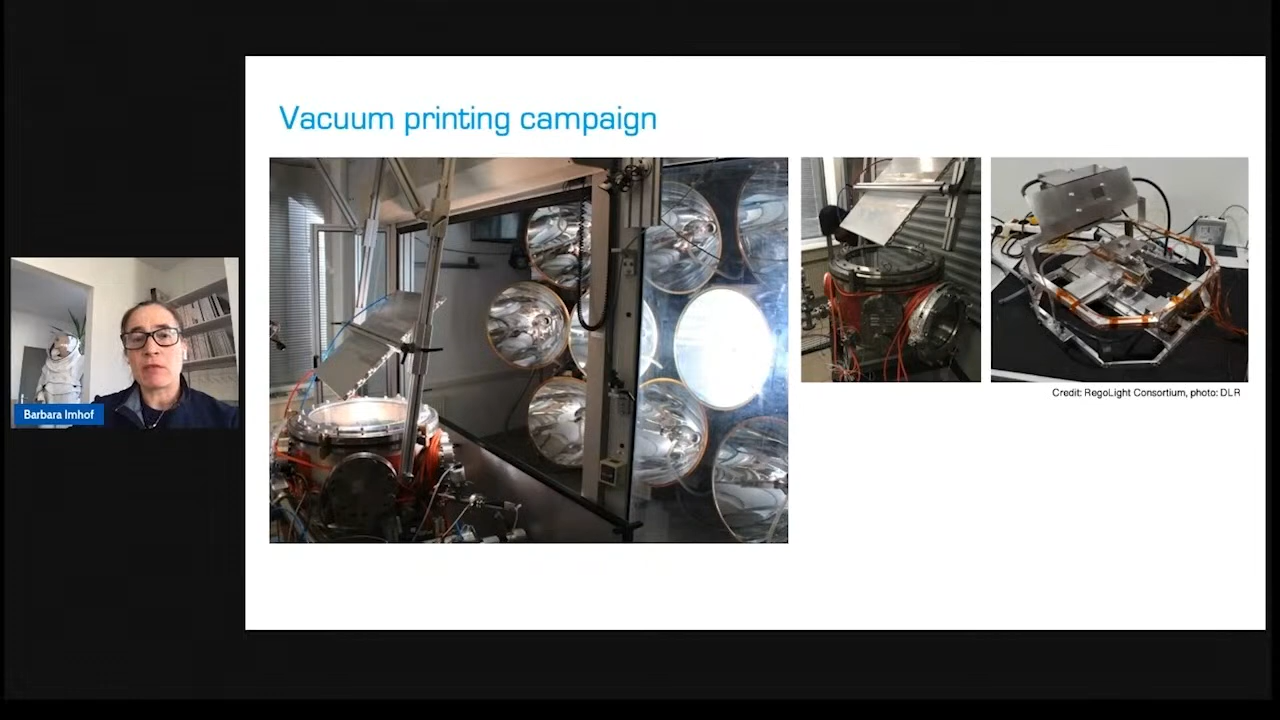 Vacuum printing campaign
Credit: RegoLight Consortium, photo: DLR
Barbara Imhof